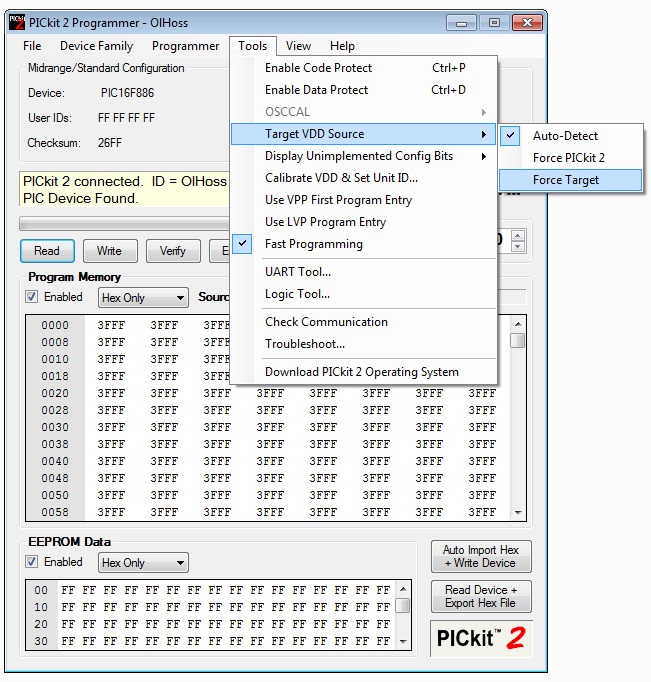 PICkit 2 Programmer - OIHoss
File Device Family Programmer Tools View Help
Midrange/Standard Configuration
Device: PIC16F886
User IDs: FF FF FF FF
Checksum: 26FF
PICkit 2 connected. ID = OIHoss
PIC Device Found.
Enable Code Protect Ctrl+P
Enable Data Protect Ctrl+D
OSCCAL
Target VDD Source
Display Unimplemented Config Bits
Calibrate VDD & Set Unit ID...
Use VPP First Program Entry
Use LVP Program Entry
Fast Programming
UART Tool...
Logic Tool...
Check Communication
Troubleshoot...
Download PICkit 2 Operating System
Auto-Detect
Force PICkit 2
Force Target
Read Write Verify
Program Memory
Enabled Hex Only
0000 3FFF 3FFF
0008 3FFF 3FFF
0010 3FFF 3FFF
0018 3FFF 3FFF
0020 3FFF 3FFF 3FFF 3FFF 3FFF 3FFF 3FFF 3FFF
0028 3FFF 3FFF 3FFF 3FFF 3FFF 3FFF 3FFF 3FFF
0030 3FFF 3FFF 3FFF 3FFF 3FFF 3FFF 3FFF 3FFF
0038 3FFF 3FFF 3FFF 3FFF 3FFF 3FFF 3FFF 3FFF
0040 3FFF 3FFF 3FFF 3FFF 3FFF 3FFF 3FFF 3FFF
0048 3FFF 3FFF 3FFF 3FFF 3FFF 3FFF 3FFF 3FFF
0050 3FFF 3FFF 3FFF 3FFF 3FFF 3FFF 3FFF 3FFF
0058 3FFF 3FFF 3FFF 3FFF 3FFF 3FFF 3FFF 3FFF
EEPROM Data
Enabled Hex Only
00 FF FF FF FF FF FF FF FF FF FF FF FF FF FF FF FF
10 FF FF FF FF FF FF FF FF FF FF FF FF FF FF FF FF
20 FF FF FF FF FF FF FF FF FF FF FF FF FF FF FF FF
30 FF FF FF FF FF FF FF FF FF FF FF FF FF FF FF FF
Auto Import Hex
+ Write Device
Read Device +
Export Hex File
PICkit™ 2